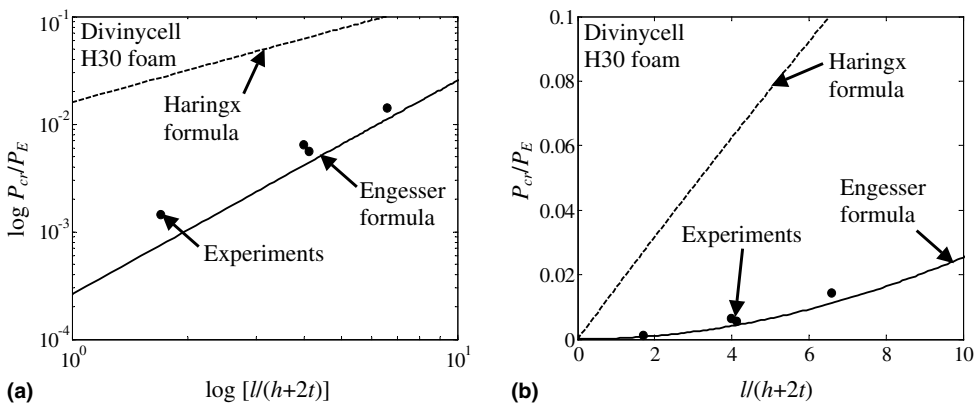 Divinycell
H30 foam
Haringx
formula
Engesser
formula
Experiments
log P_cr/P_E
10^-1
10^-2
10^-3
10^-4
10^0
10^1
log [l/(h+2t)]
(a)
Divinycell
H30 foam
Haringx
formula
Engesser
formula
Experiments
P_cr/P_E
0.1
0.08
0.06
0.04
0.02
0
0 2 4 6 8 10
l/(h+2t)
(b)